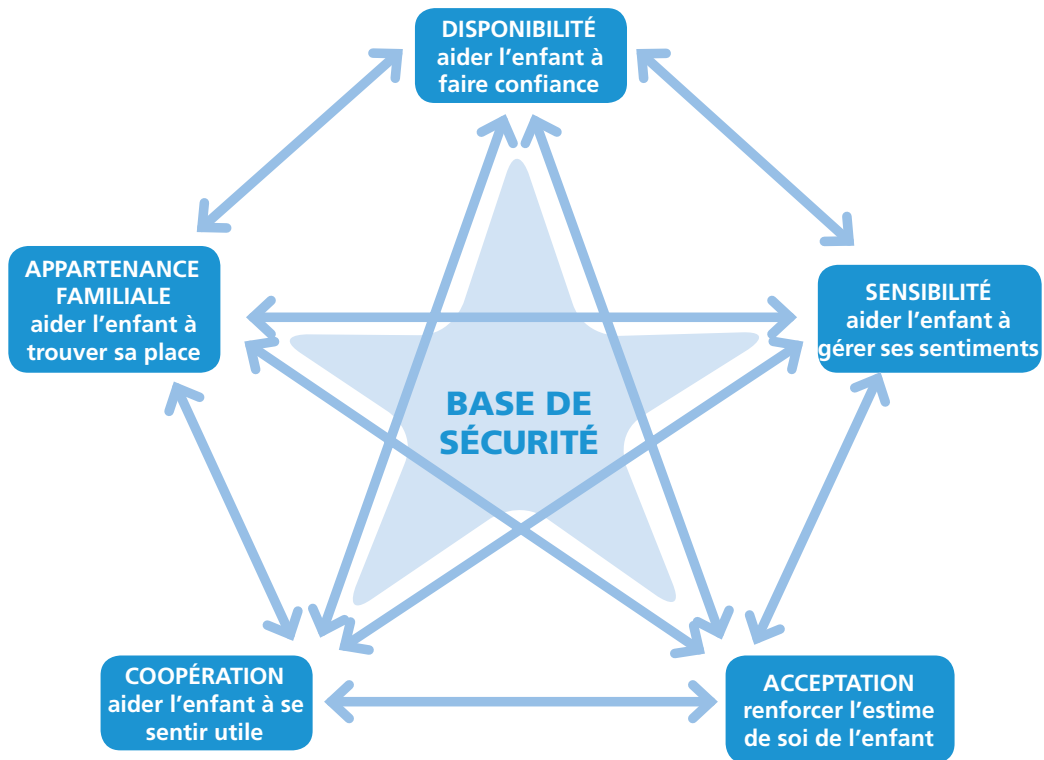 DISPONIBILITÉ
aider l’enfant à
faire confiance
APPARTENANCE
FAMILIALE
aider l’enfant à
trouver sa place
SENSIBILITÉ
aider l’enfant à
gérer ses sentiments
BASE DE
SÉCURITÉ
COOPÉRATION
aider l’enfant à se
sentir utile
ACCEPTATION
renforcer l’estime
de soi de l’enfant